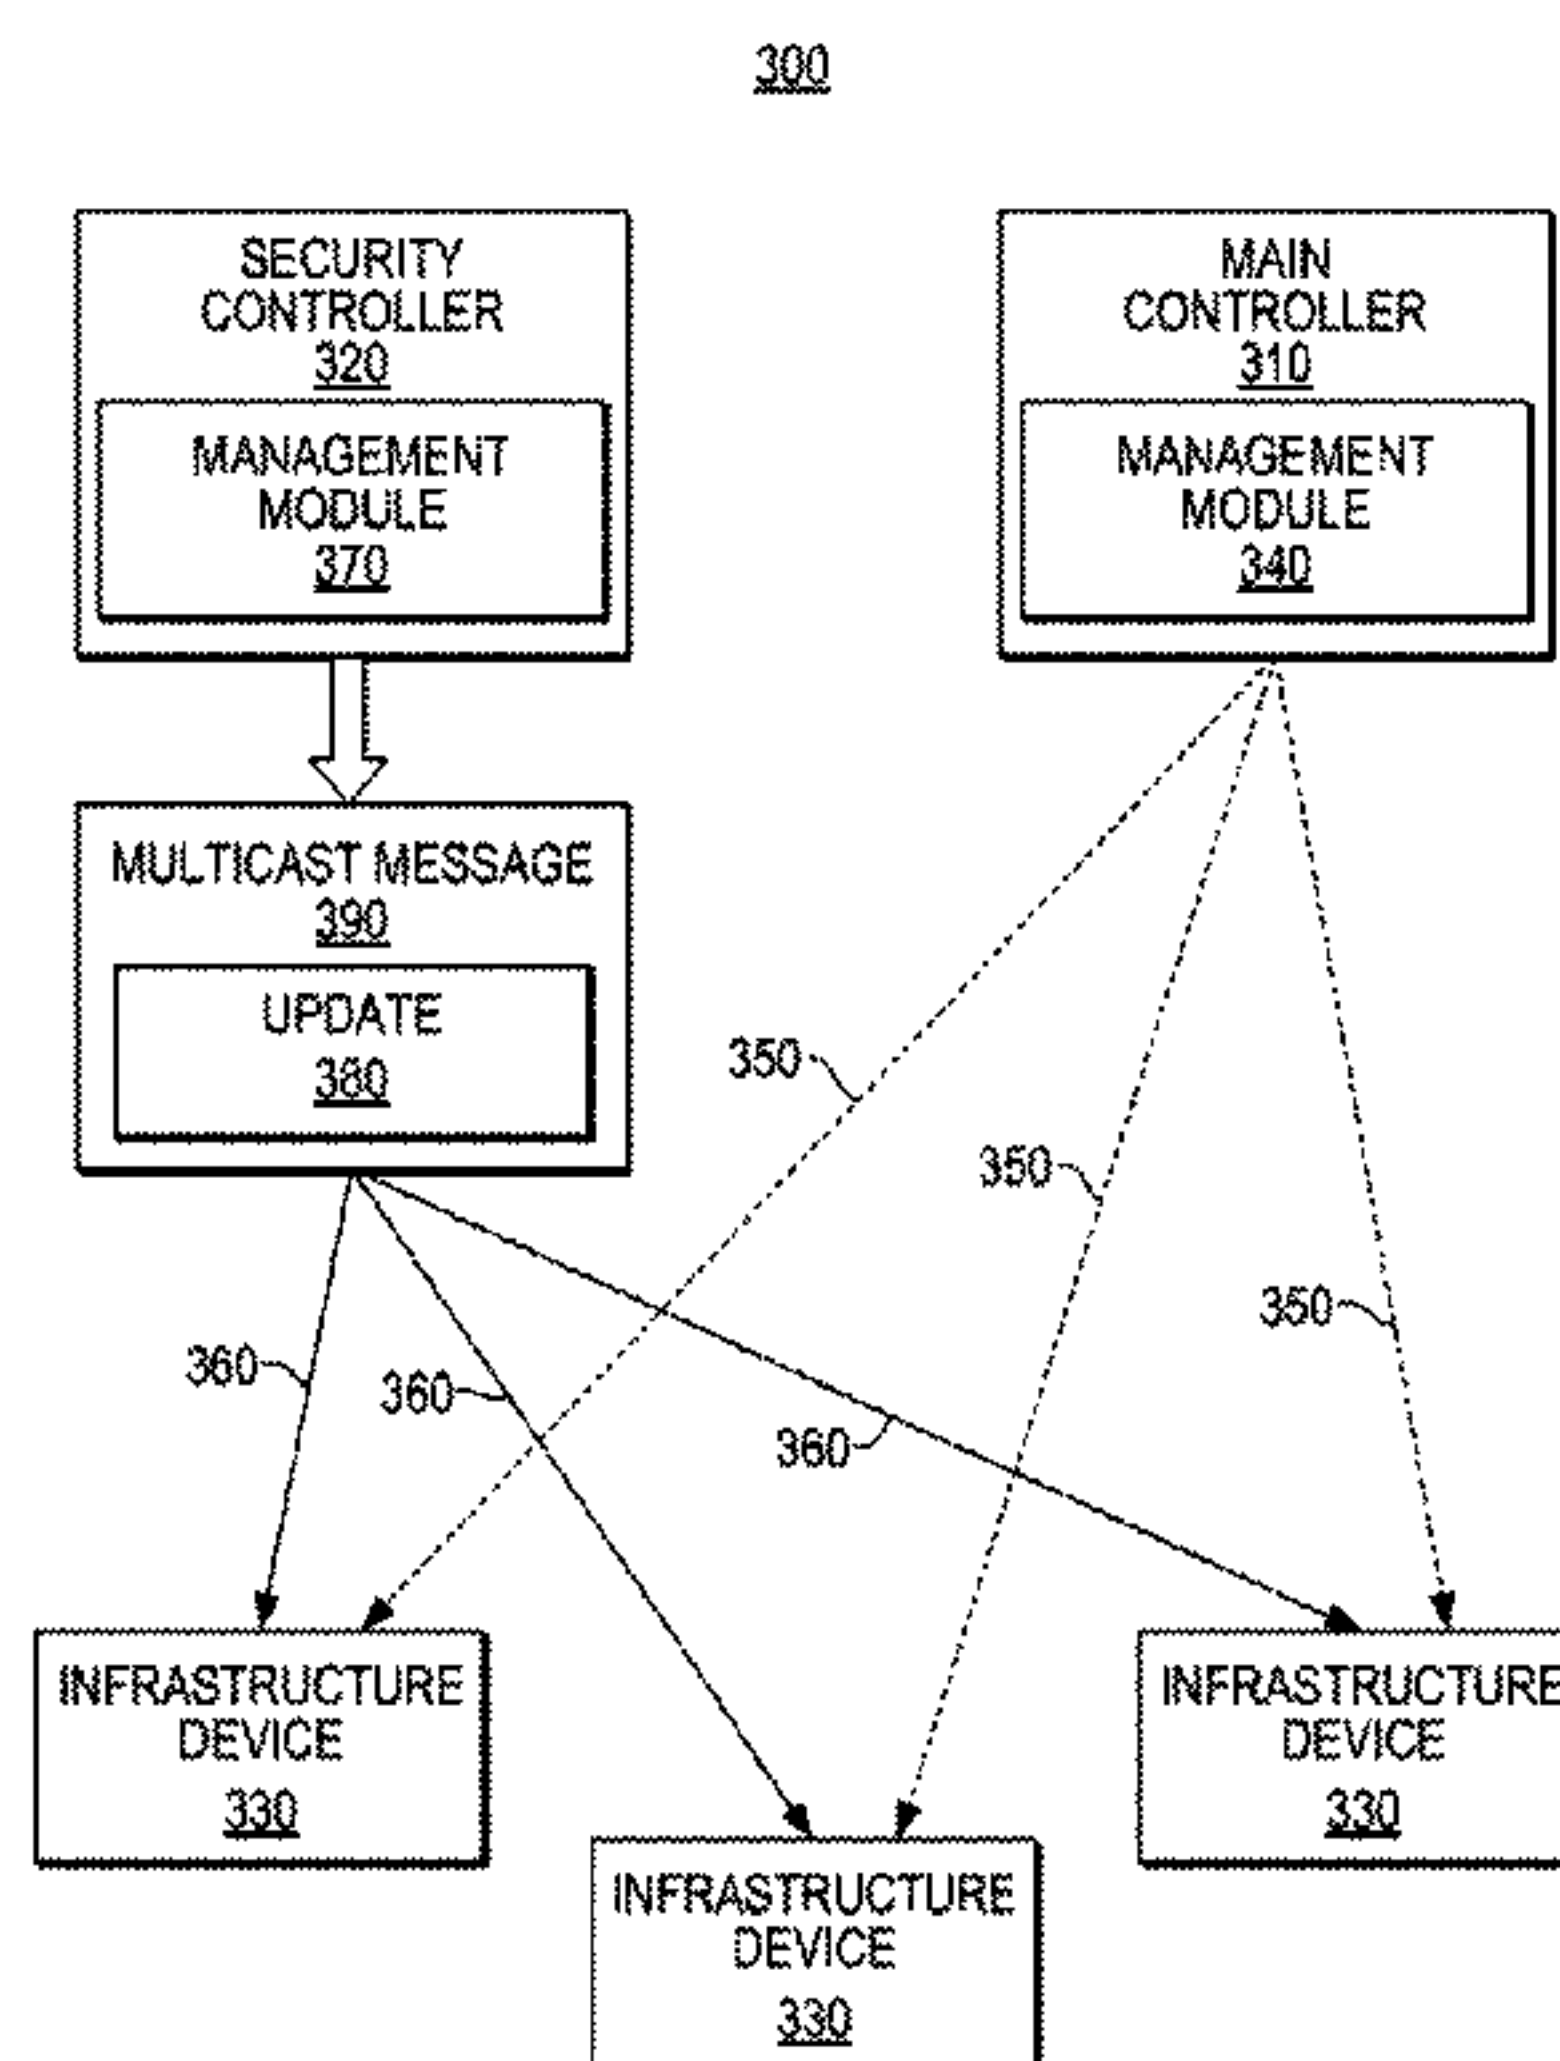 300
SECURITY
CONTROLLER
320
MANAGEMENT
MODULE
370
MAIN
CONTROLLER
310
MANAGEMENT
MODULE
340
MULTICAST MESSAGE
390
UPDATE
380
350
350
350
360
360
360
INFRASTRUCTURE
DEVICE
330
INFRASTRUCTURE
DEVICE
330
INFRASTRUCTURE
DEVICE
330